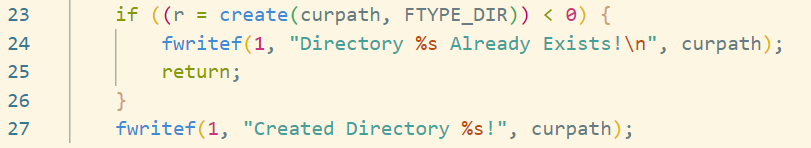 23 if ((r = create(curpath, FTYPE_DIR)) < 0) {
24 fwritef(1, "Directory %s Already Exists!\n", curpath);
25 return;
26 }
27 fwritef(1, "Created Directory %s!", curpath);